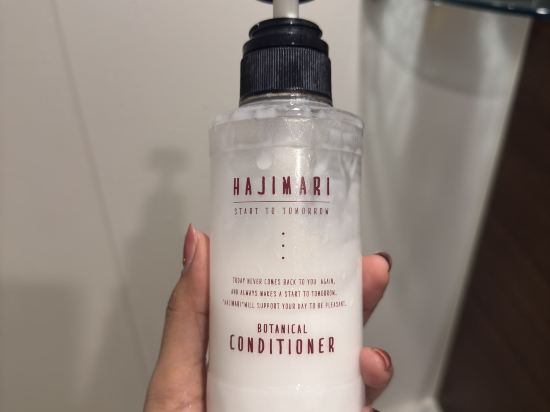 HAJIMARI
START TO TOMORROW
TODAY NEVER COMES BACK TO YOU AGAIN,
AND ALWAYS MAKES A START TO TOMORROW.
"HAJIMARI"WILL SUPPORT YOUR DAY TO BE PLEASANT.
BOTANICAL
CONDITIONER